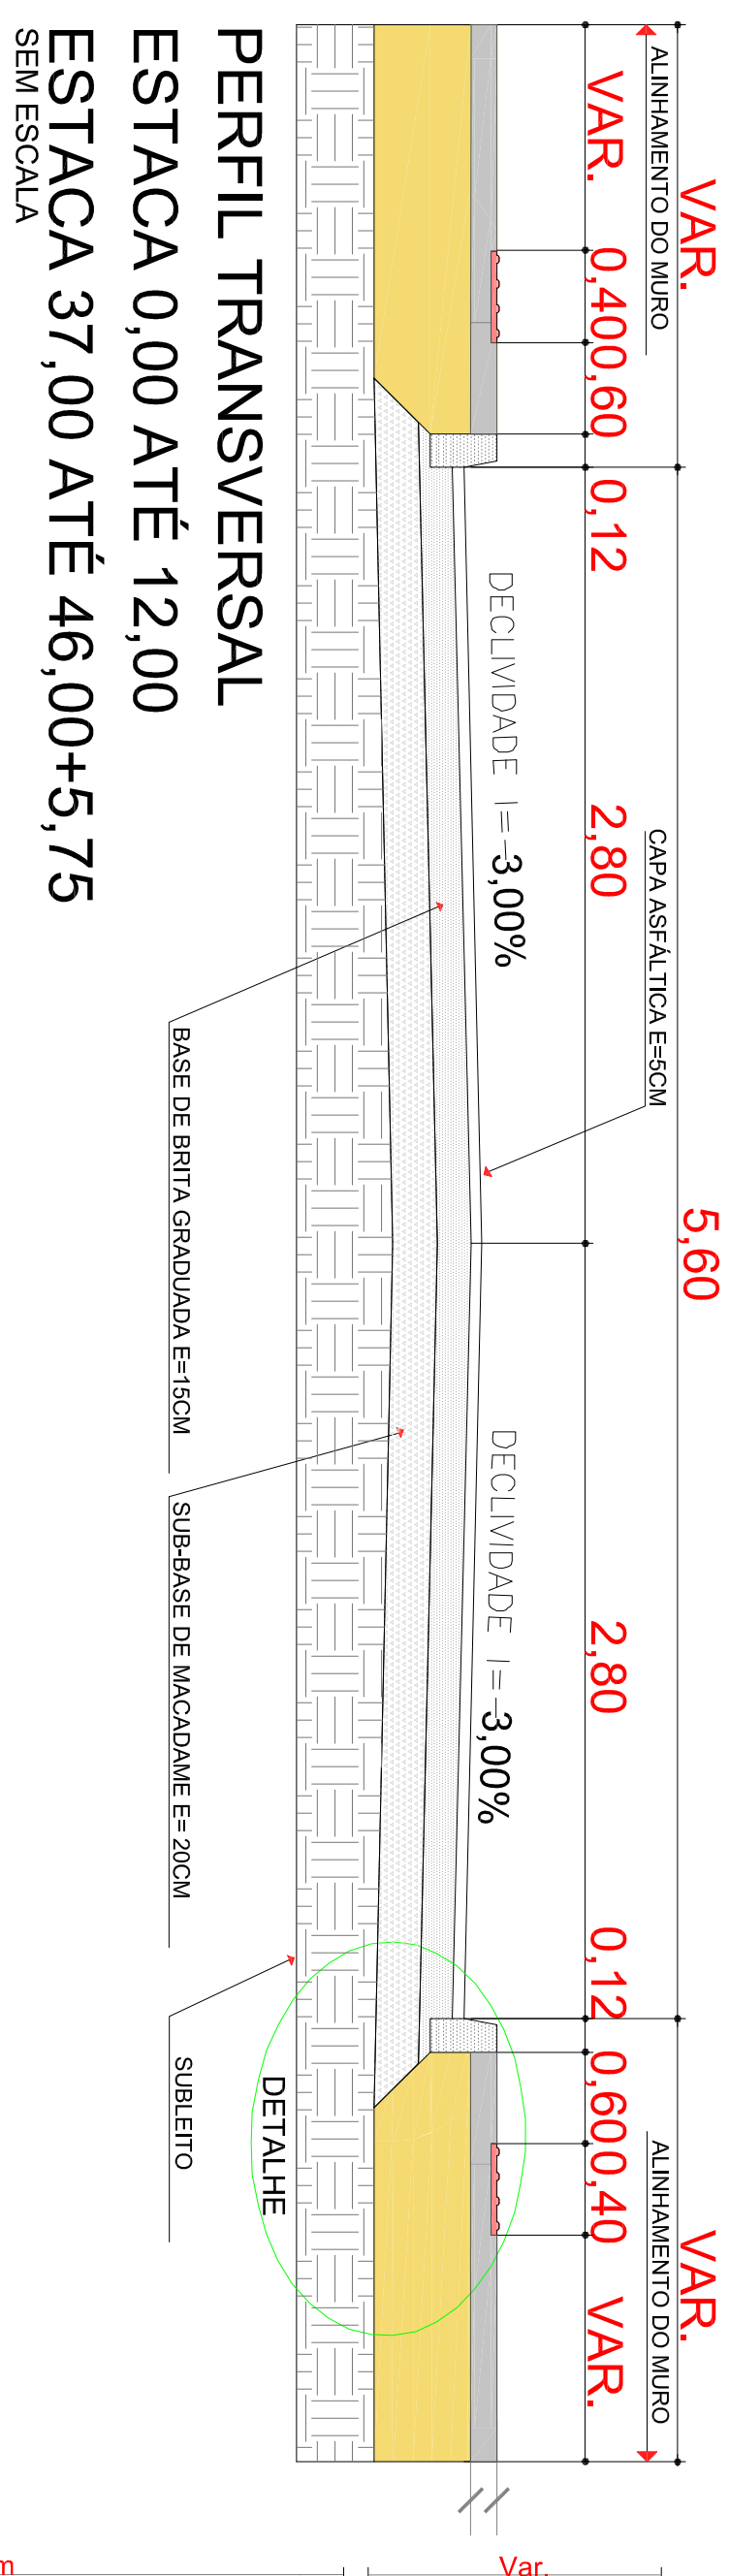 VAR.
5,60
VAR.
ALINHAMENTO DO MURO
CAPA ASFÁLTICA E=5CM
ALINHAMENTO DO MURO
VAR.
0,40
0,60
0,12
2,80
2,80
0,12
0,60
0,40
VAR.
DECLIVIDADE I=-3,00%
DECLIVIDADE I=-3,00%
DETALHE
BASE DE BRITA GRADUADA E=15CM
SUB-BASE DE MACADAME E= 20CM
SUBLEITO
PERFIL TRANSVERSAL
ESTACA 0,00 ATÉ 12,00
ESTACA 37,00 ATÉ 46,00+5,75
SEM ESCALA
Var.
m